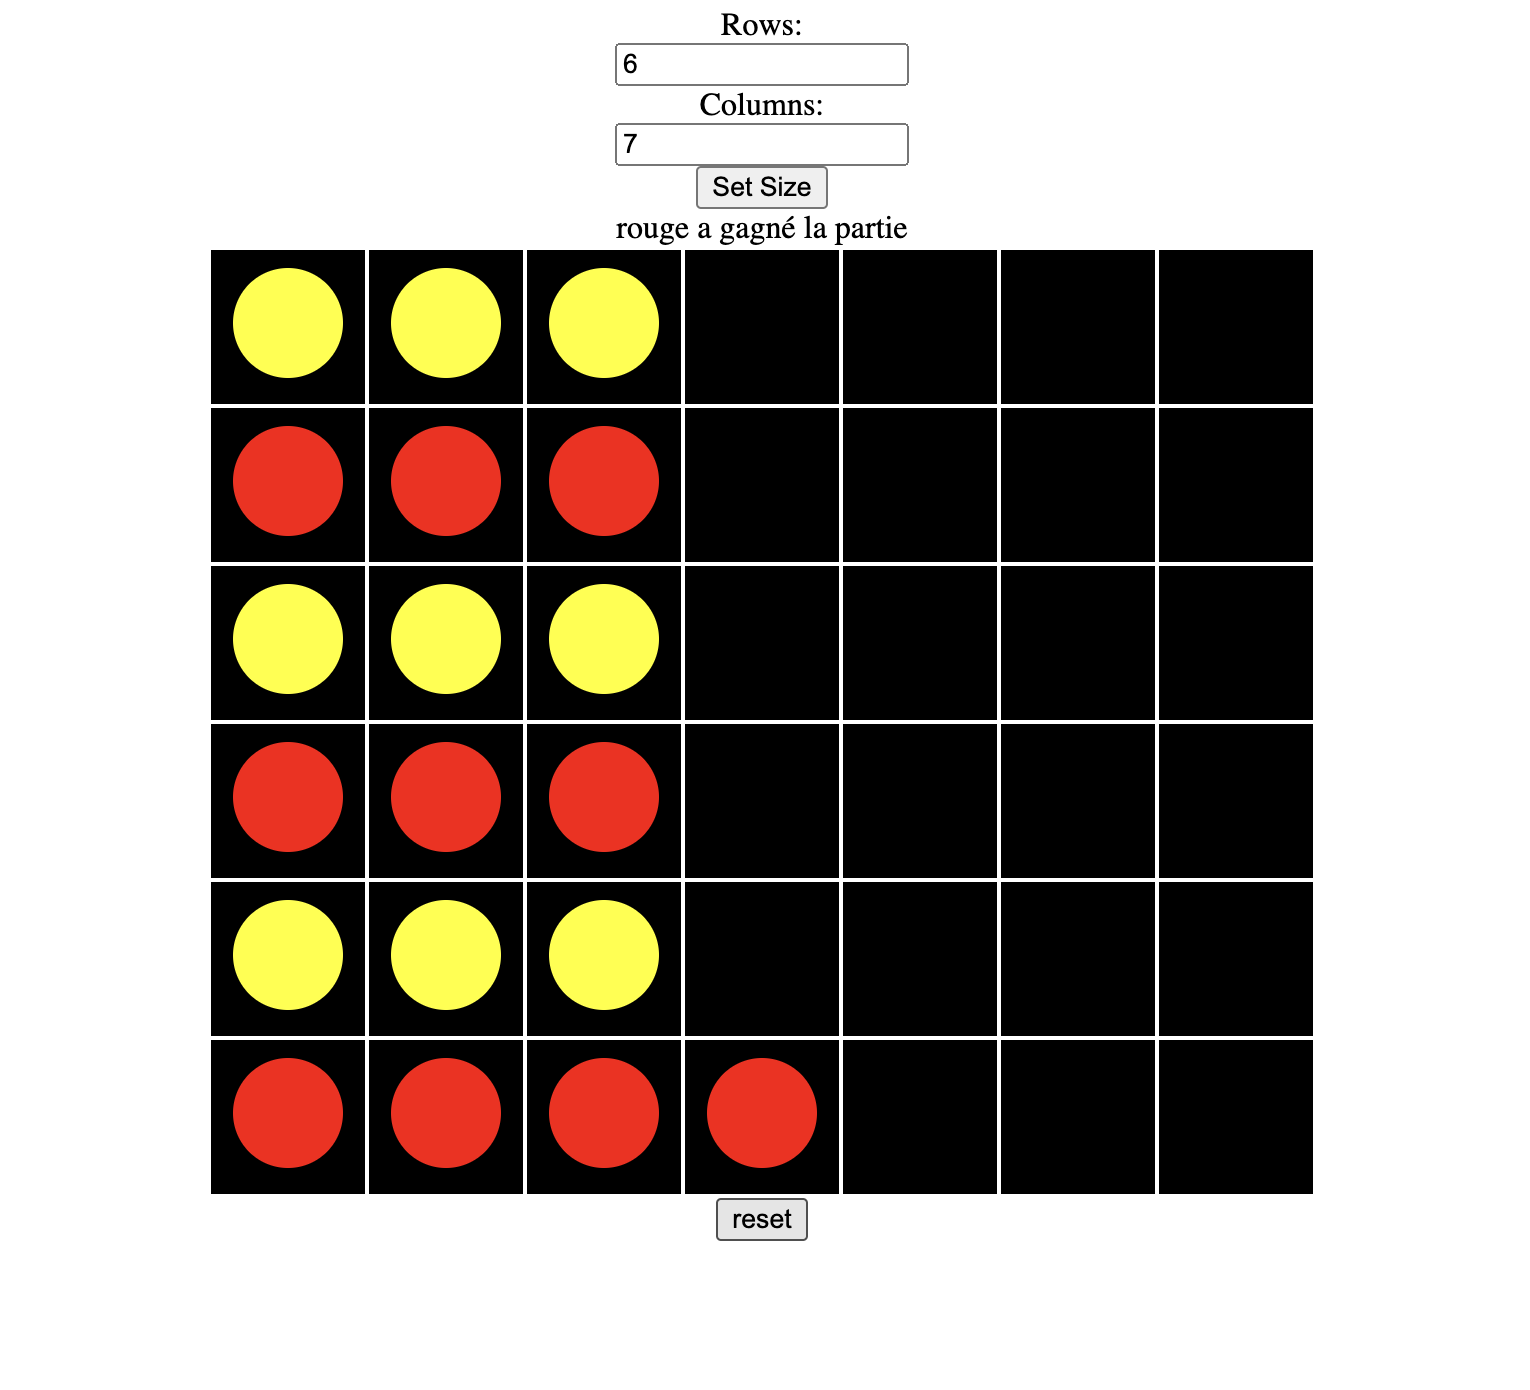 Rows:
6
Columns:
7
Set Size
rouge a gagné la partie
reset